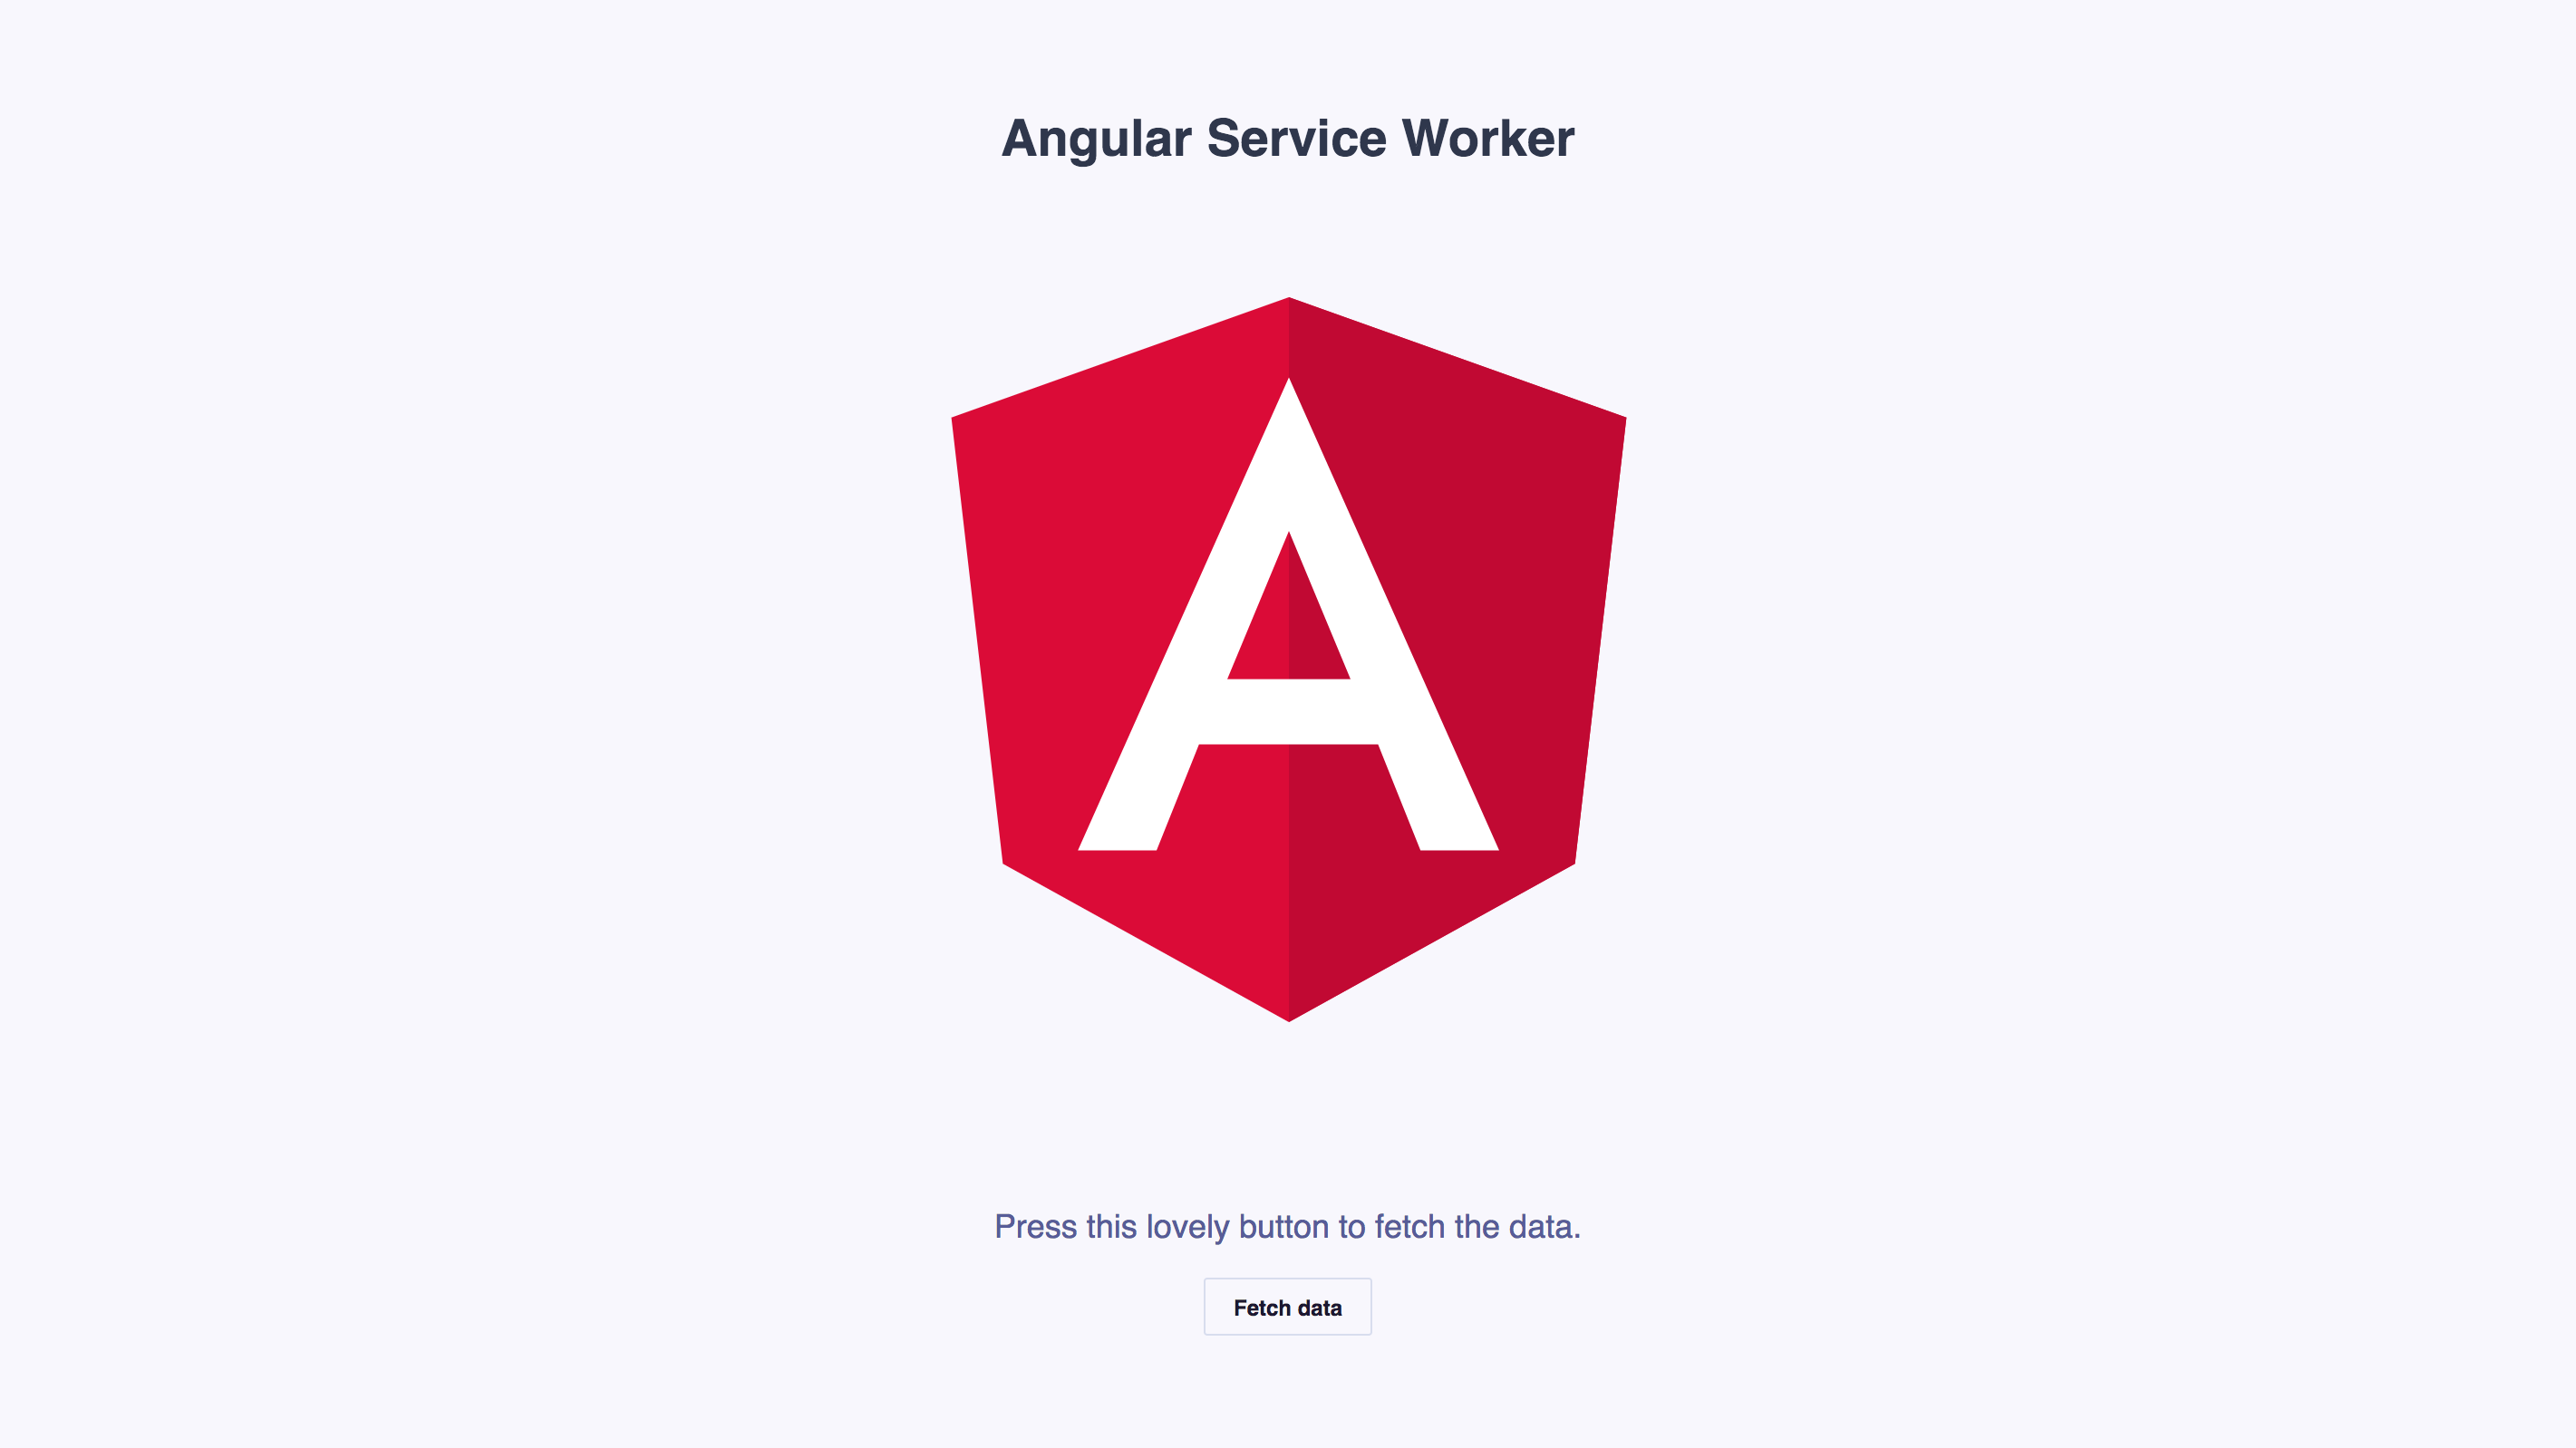 Angular Service Worker
A
Press this lovely button to fetch the data.
Fetch data